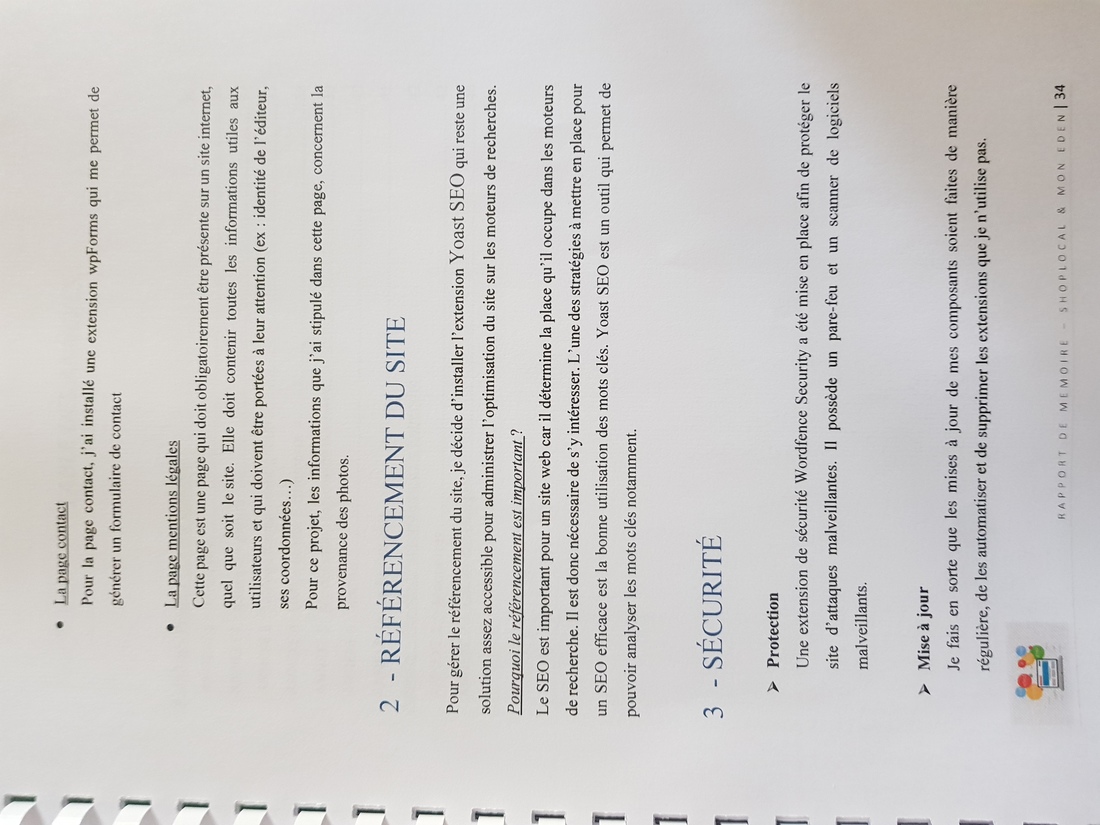 • La page contact
Pour la page contact, j'ai installé une extension wpForms qui me permet de
générer un formulaire de contact
• La page mentions légales
Cette page est une page qui doit obligatoirement être présente sur un site internet,
quel que soit le site. Elle doit contenir toutes les informations utiles aux
utilisateurs et qui doivent être portées à leur attention (ex : identité de l'éditeur,
ses coordonnées…)
Pour ce projet, les informations que j'ai stipulé dans cette page, concernent la
provenance des photos.
2 - RÉFÉRENCEMENT DU SITE
Pour gérer le référencement du site, je décide d'installer l'extension Yoast SEO qui reste une
solution assez accessible pour administrer l'optimisation du site sur les moteurs de recherches.
Pourquoi le référencement est important ?
Le SEO est important pour un site web car il détermine la place qu'il occupe dans les moteurs
de recherche. Il est donc nécessaire de s'y intéresser. L'une des stratégies à mettre en place pour
un SEO efficace est la bonne utilisation des mots clés. Yoast SEO est un outil qui permet de
pouvoir analyser les mots clés notamment.
3 - SÉCURITÉ
➢ Protection
Une extension de sécurité Wordfence Security a été mise en place afin de protéger le
site d'attaques malveillantes. Il possède un pare-feu et un scanner de logiciels
malveillants.
➢ Mise à jour
Je fais en sorte que les mises à jour de mes composants soient faites de manière
régulière, de les automatiser et de supprimer les extensions que je n'utilise pas.
RAPPORT DE MEMOIRE – SHOPLOCAL & MON EDEN | 34